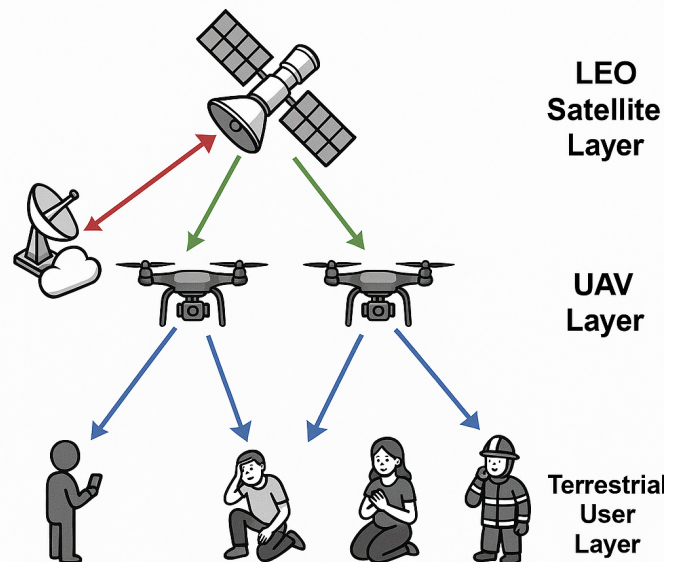 LEO
Satellite
Layer
UAV
Layer
Terrestrial
User
Layer